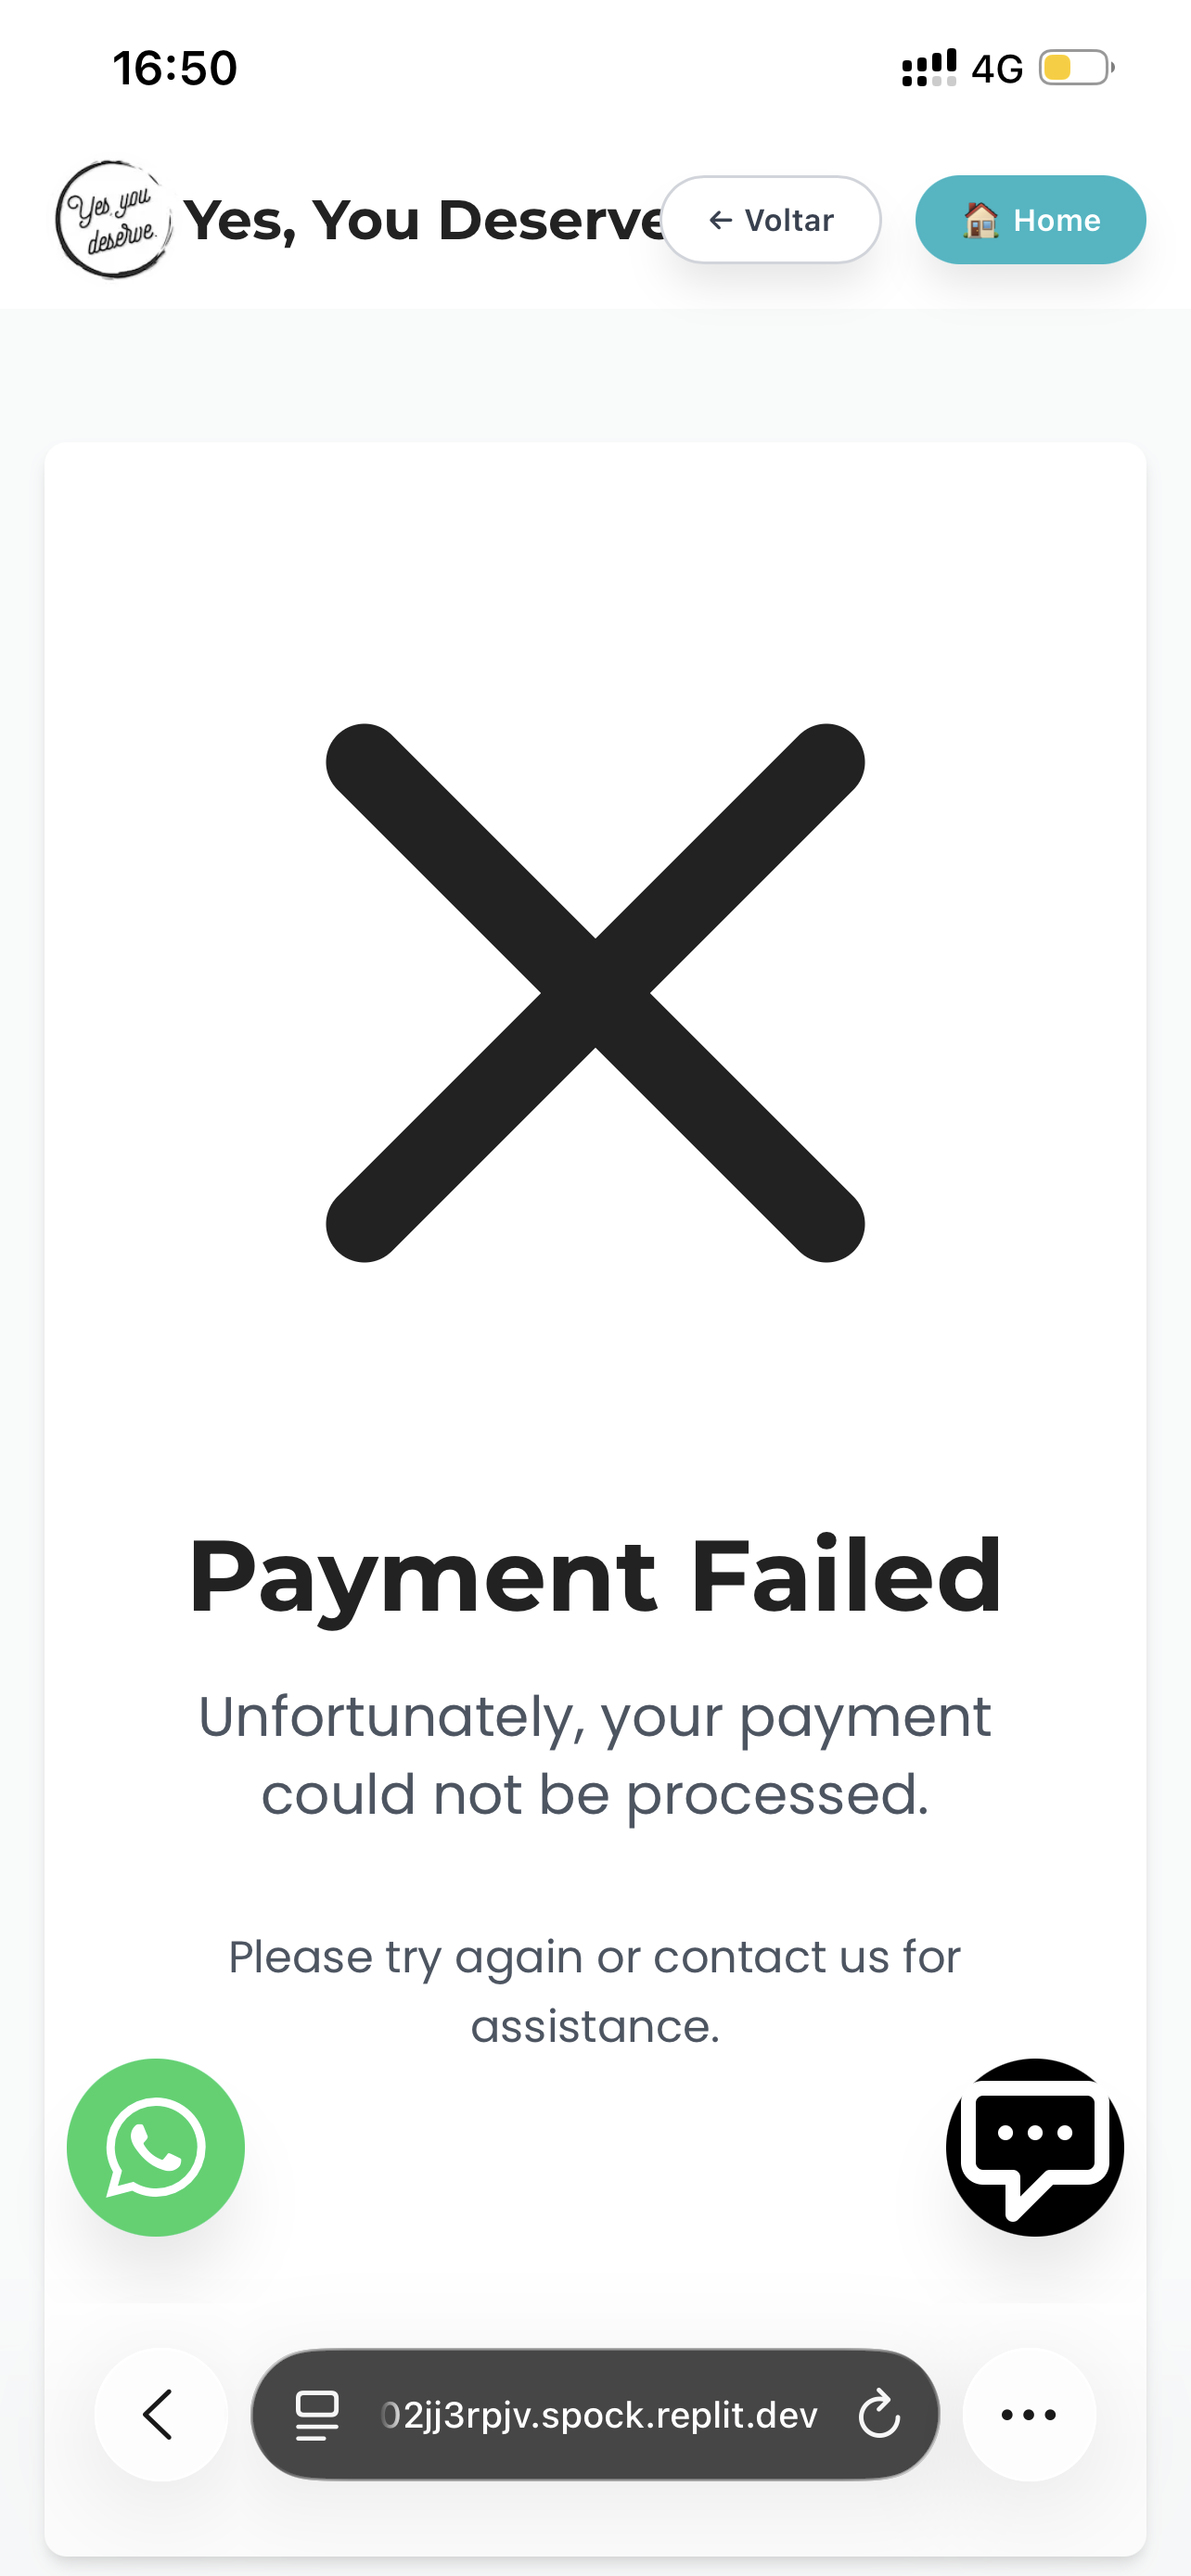 16:50
4G
Yes, you
deserve.
Yes, You Deserve
← Voltar
🏠 Home
Payment Failed
Unfortunately, your payment
could not be processed.
Please try again or contact us for
assistance.
02jj3rpjv.spock.replit.dev